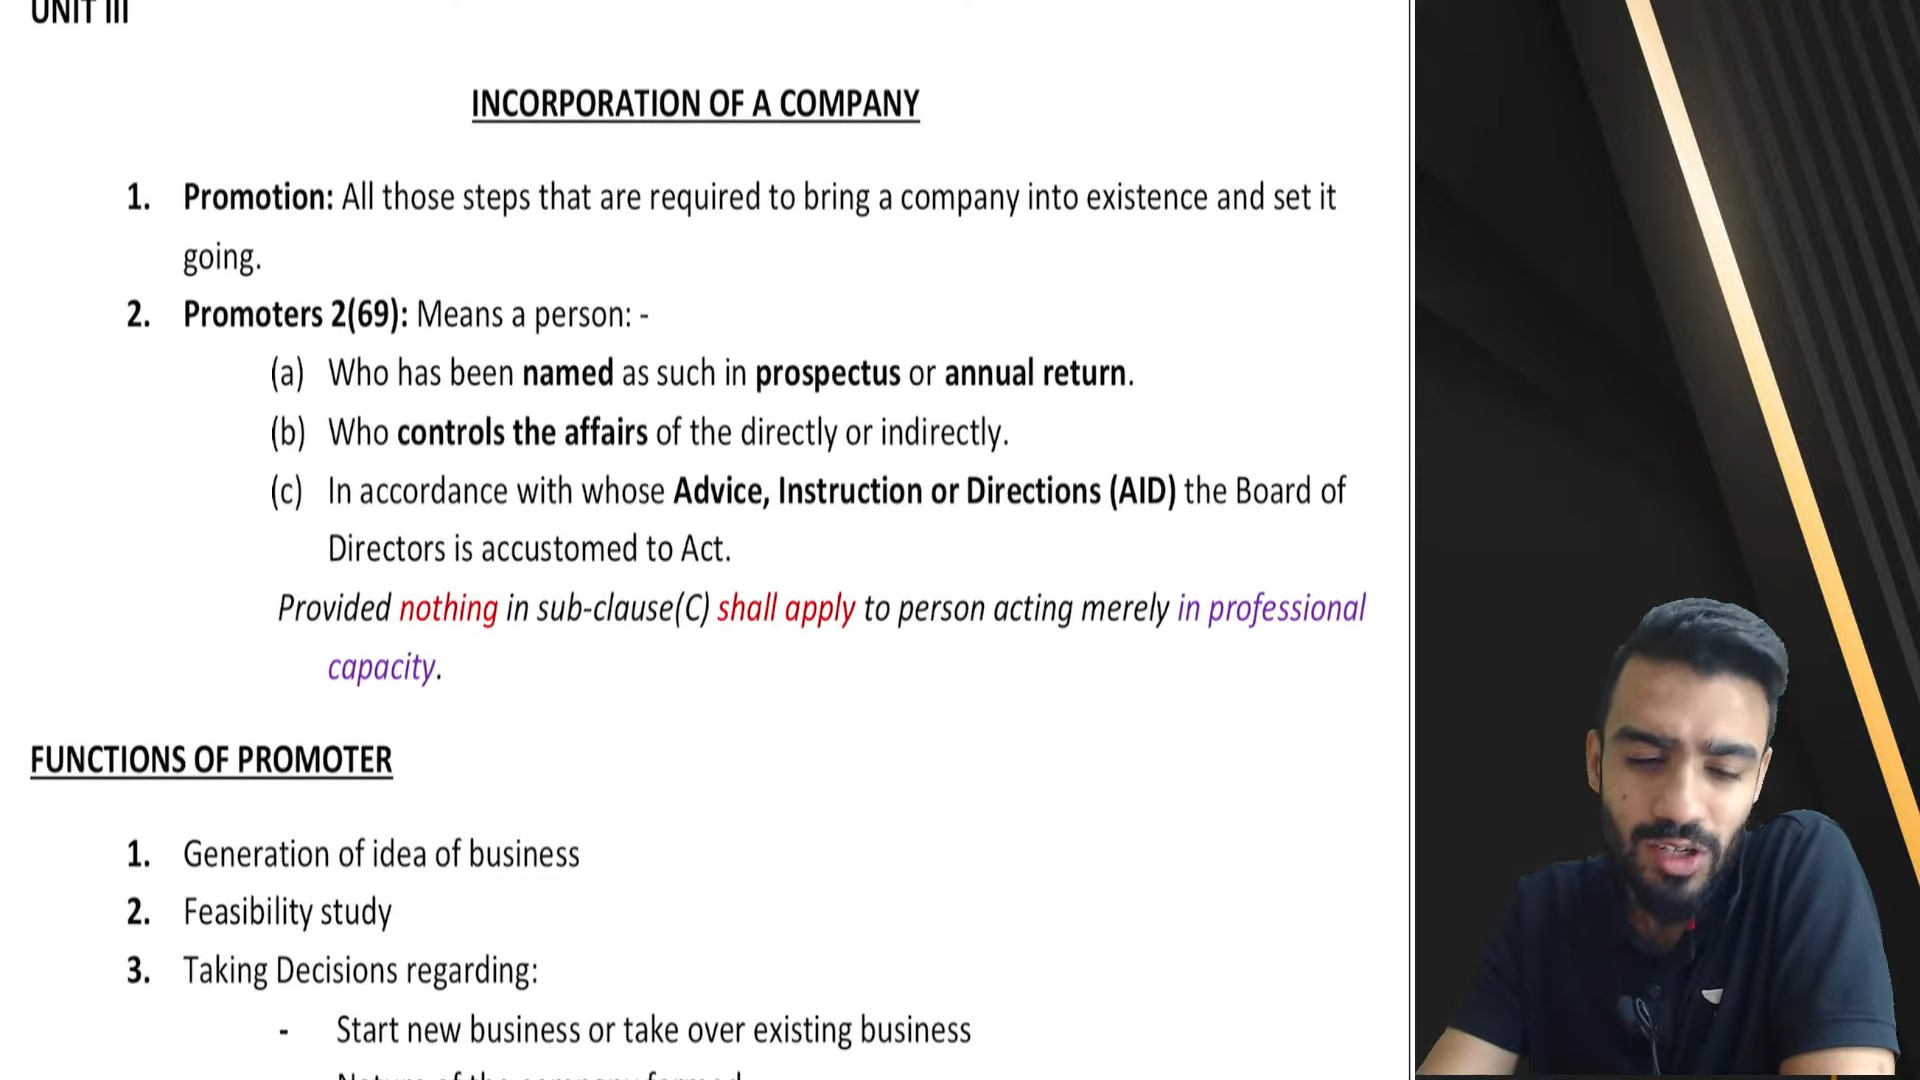 UNIT III
INCORPORATION OF A COMPANY
1. Promotion: All those steps that are required to bring a company into existence and set it
going.
2. Promoters 2(69): Means a person: -
(a) Who has been named as such in prospectus or annual return.
(b) Who controls the affairs of the directly or indirectly.
(c) In accordance with whose Advice, Instruction or Directions (AID) the Board of
Directors is accustomed to Act.
Provided nothing in sub-clause(C) shall apply to person acting merely in professional
capacity.
FUNCTIONS OF PROMOTER
1. Generation of idea of business
2. Feasibility study
3. Taking Decisions regarding:
- Start new business or take over existing business
Nature of the company formed